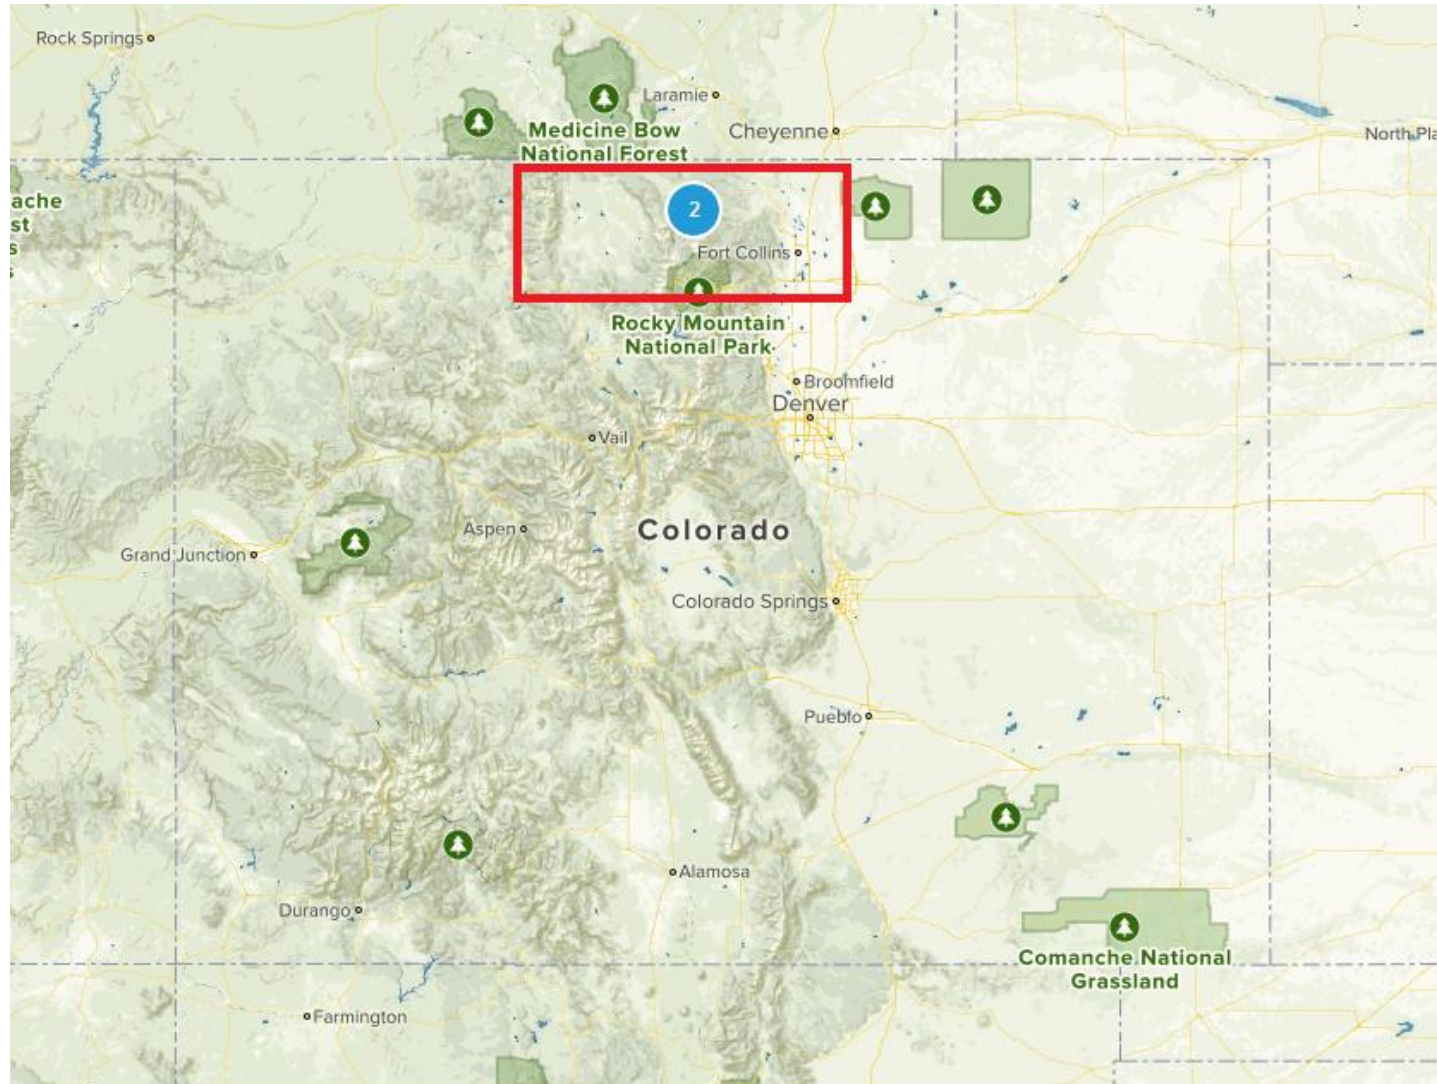 Rock Springs
Laramie
Medicine Bow
National Forest
Cheyenne
North Pla
ache
st
s
2
Fort Collins
Rocky Mountain
National Park
Broomfield
Denver
Vail
Aspen
Colorado
Grand Junction
Colorado Springs
Pueblo
Alamosa
Durango
Comanche National
Grassland
Farmington